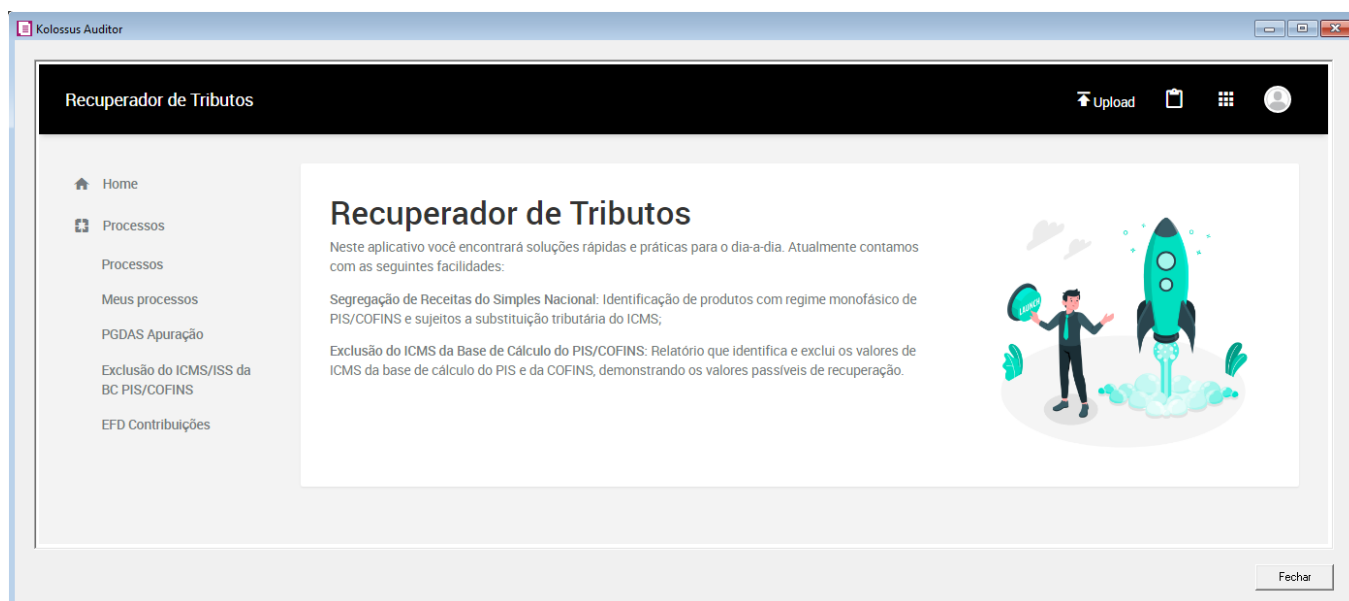 Kolossus Auditor
Recuperador de Tributos
Upload
Home
Processos
Processos
Meus processos
PGDAS Apuração
Exclusão do ICMS/ISS da
BC PIS/COFINS
EFD Contribuições
Recuperador de Tributos
Neste aplicativo você encontrará soluções rápidas e práticas para o dia-a-dia. Atualmente contamos
com as seguintes facilidades:
Segregação de Receitas do Simples Nacional: Identificação de produtos com regime monofásico de
PIS/COFINS e sujeitos a substituição tributária do ICMS;
Exclusão do ICMS da Base de Cálculo do PIS/COFINS: Relatório que identifica e exclui os valores de
ICMS da base de cálculo do PIS e da COFINS, demonstrando os valores passíveis de recuperação.
LAUNCH
Fechar